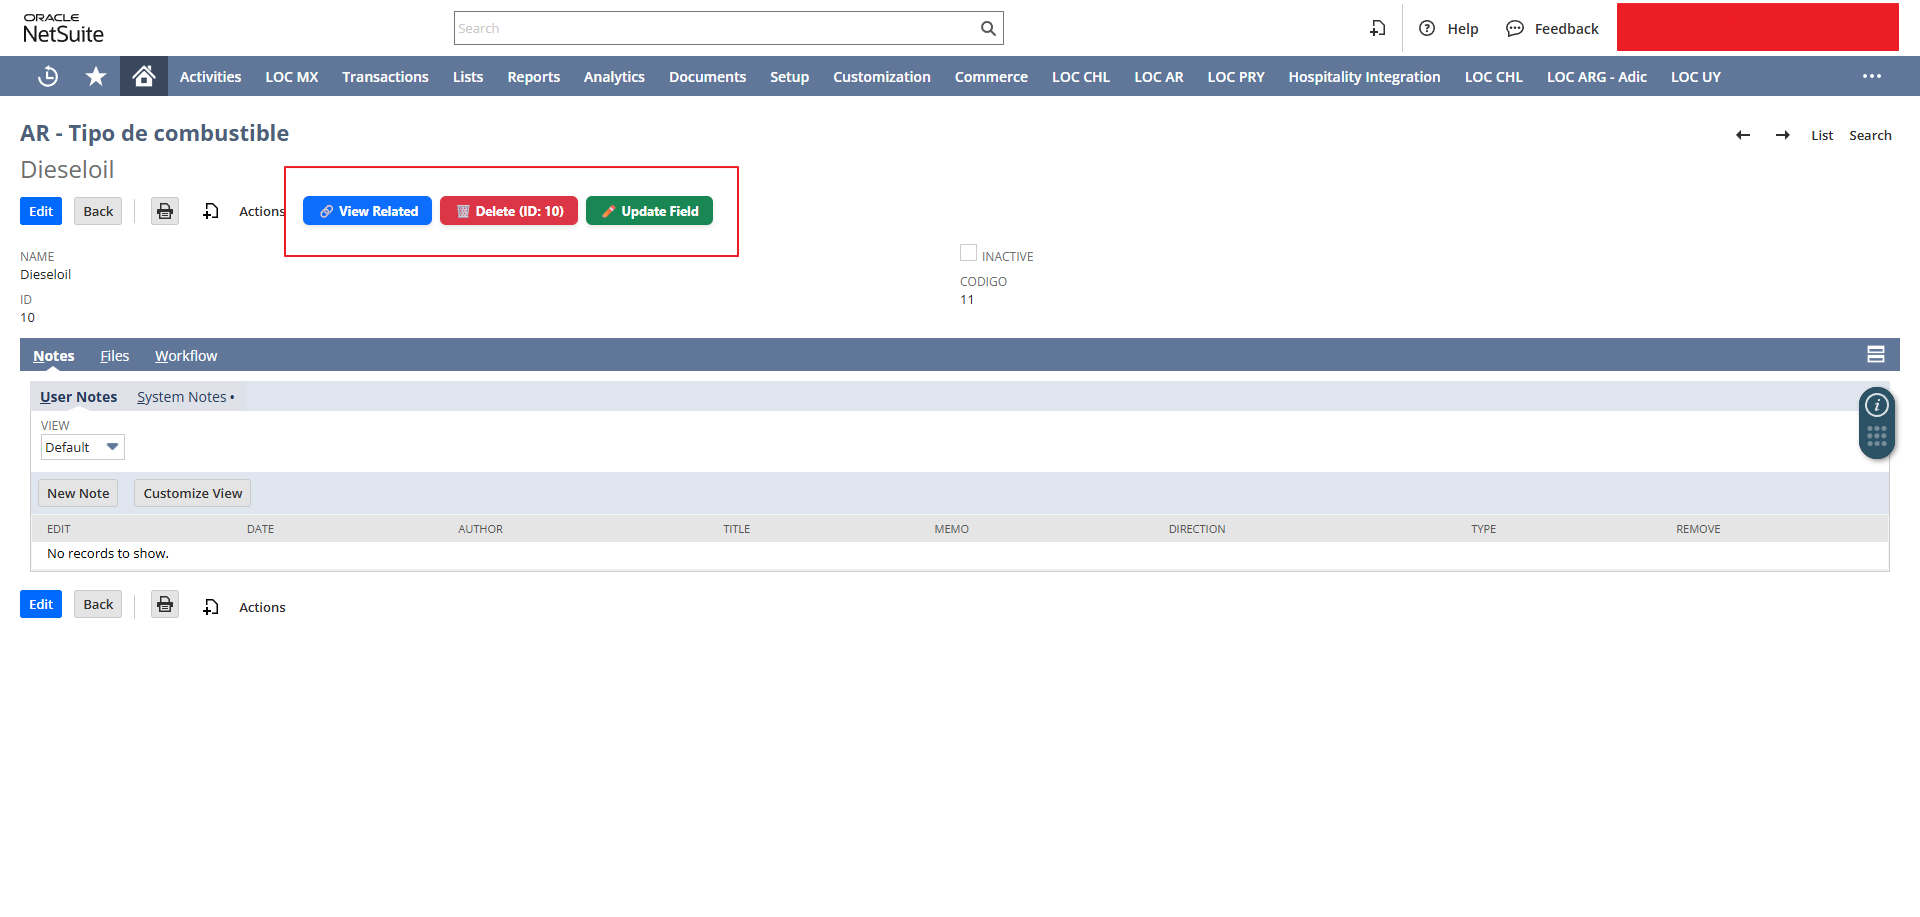 ORACLE
NetSuite
Search
Help
Feedback
Activities LOC MX Transactions Lists Reports Analytics Documents Setup Customization Commerce LOC CHL LOC AR LOC PRY Hospitality Integration LOC CHL LOC ARG - Adic LOC UY
AR - Tipo de combustible
List Search
Dieseloil
Edit Back Actions View Related Delete (ID: 10) Update Field
NAME
Dieseloil
ID
10
INACTIVE
CODIGO
11
Notes Files Workflow
User Notes System Notes •
VIEW
Default
New Note Customize View
EDIT DATE AUTHOR TITLE MEMO DIRECTION TYPE REMOVE
No records to show.
Edit Back Actions